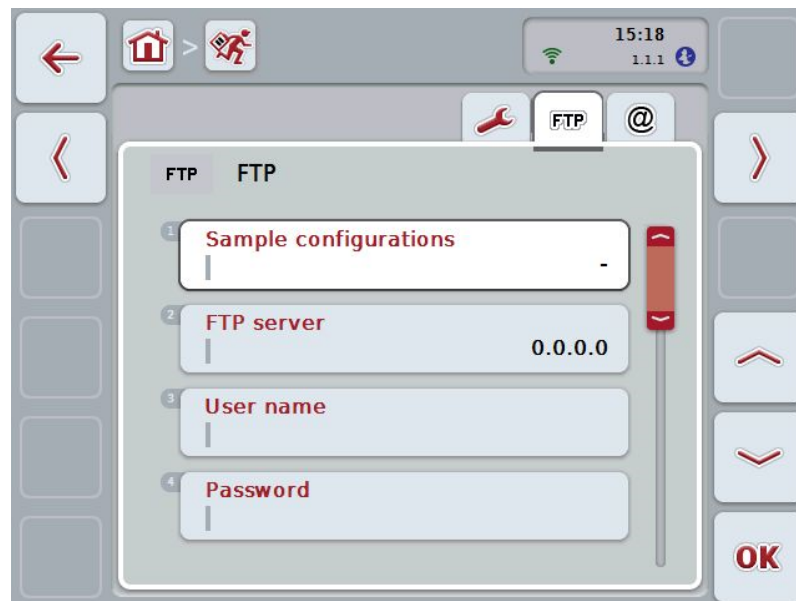 15:18
>
1.1.1
FTP
@
FTP FTP
1
Sample configurations
-
2
FTP server
0.0.0.0
3
User name
4
Password
OK